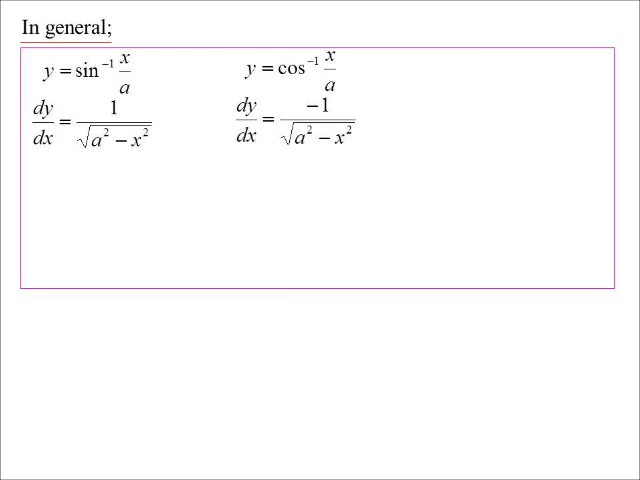 In general;
y = sin⁻¹ x/a
dy/dx = 1/√(a² − x²)
y = cos⁻¹ x/a
dy/dx = −1/√(a² − x²)